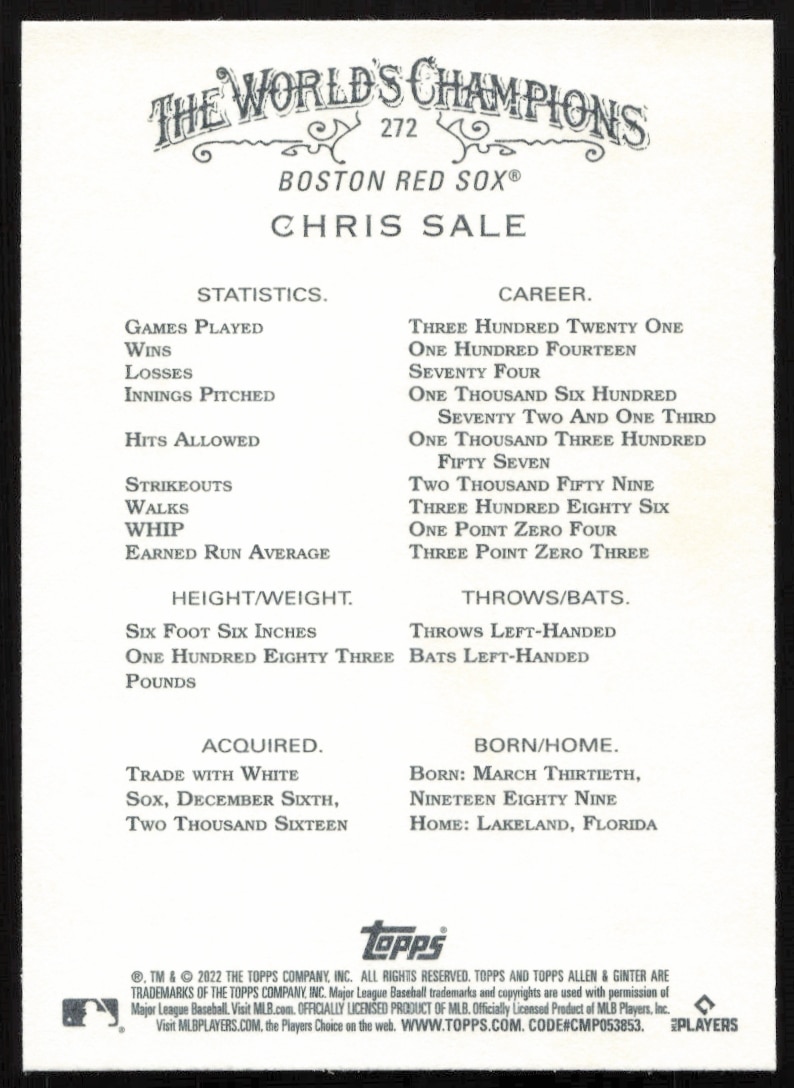 THE WORLD'S CHAMPIONS
272
BOSTON RED SOX®
CHRIS SALE
STATISTICS. CAREER.
GAMES PLAYED THREE HUNDRED TWENTY ONE
WINS ONE HUNDRED FOURTEEN
LOSSES SEVENTY FOUR
INNINGS PITCHED ONE THOUSAND SIX HUNDRED
SEVENTY TWO AND ONE THIRD
HITS ALLOWED ONE THOUSAND THREE HUNDRED
FIFTY SEVEN
STRIKEOUTS TWO THOUSAND FIFTY NINE
WALKS THREE HUNDRED EIGHTY SIX
WHIP ONE POINT ZERO FOUR
EARNED RUN AVERAGE THREE POINT ZERO THREE
HEIGHT/WEIGHT. THROWS/BATS.
SIX FOOT SIX INCHES THROWS LEFT-HANDED
ONE HUNDRED EIGHTY THREE BATS LEFT-HANDED
POUNDS
ACQUIRED. BORN/HOME.
TRADE WITH WHITE BORN: MARCH THIRTIETH,
SOX, DECEMBER SIXTH, NINETEEN EIGHTY NINE
TWO THOUSAND SIXTEEN HOME: LAKELAND, FLORIDA
topps®
®, TM & © 2022 THE TOPPS COMPANY, INC. ALL RIGHTS RESERVED. TOPPS AND TOPPS ALLEN & GINTER ARE
TRADEMARKS OF THE TOPPS COMPANY, INC. Major League Baseball trademarks and copyrights are used with permission of
Major League Baseball. Visit MLB.com. OFFICIALLY LICENSED PRODUCT OF MLB. Officially Licensed Product of MLB Players, Inc.
Visit MLBPLAYERS.COM, the Players Choice on the web. WWW.TOPPS.COM. CODE#CMP053853.
MLB PLAYERS